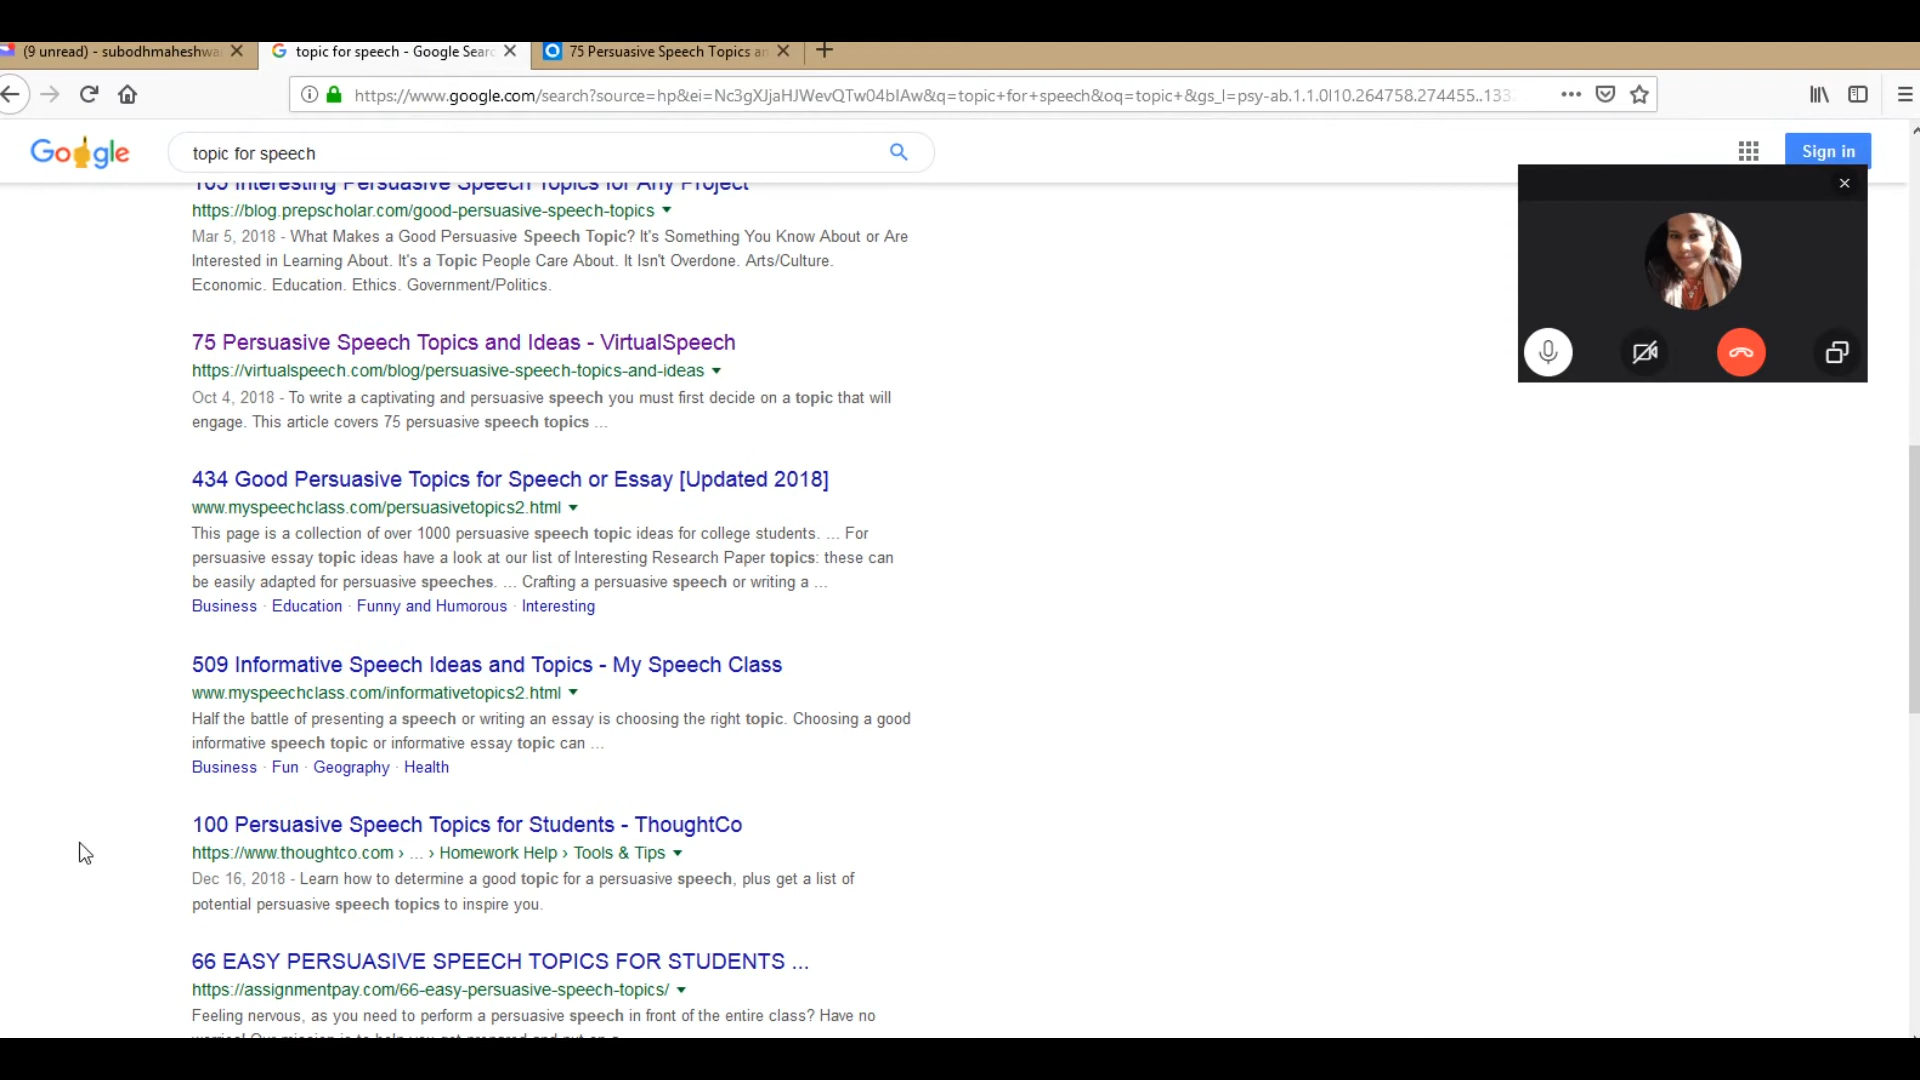 (9 unread) - subodhmaheshwa
topic for speech - Google Sear
75 Persuasive Speech Topics an
https://www.google.com/search?source=hp&ei=Nc3gXJjaHJWevQTw04bIAw&q=topic+for+speech&oq=topic+&gs_l=psy-ab.1.1.0l10.264758.274455..133
Google
topic for speech
Sign in
105 Interesting Persuasive Speech Topics for Any Project
https://blog.prepscholar.com/good-persuasive-speech-topics
Mar 5, 2018 - What Makes a Good Persuasive Speech Topic? It's Something You Know About or Are
Interested in Learning About. It's a Topic People Care About. It Isn't Overdone. Arts/Culture.
Economic. Education. Ethics. Government/Politics.
75 Persuasive Speech Topics and Ideas - VirtualSpeech
https://virtualspeech.com/blog/persuasive-speech-topics-and-ideas
Oct 4, 2018 - To write a captivating and persuasive speech you must first decide on a topic that will
engage. This article covers 75 persuasive speech topics ...
434 Good Persuasive Topics for Speech or Essay [Updated 2018]
www.myspeechclass.com/persuasivetopics2.html
This page is a collection of over 1000 persuasive speech topic ideas for college students. ... For
persuasive essay topic ideas have a look at our list of Interesting Research Paper topics: these can
be easily adapted for persuasive speeches. ... Crafting a persuasive speech or writing a ...
Business · Education · Funny and Humorous · Interesting
509 Informative Speech Ideas and Topics - My Speech Class
www.myspeechclass.com/informativetopics2.html
Half the battle of presenting a speech or writing an essay is choosing the right topic. Choosing a good
informative speech topic or informative essay topic can ...
Business · Fun · Geography · Health
100 Persuasive Speech Topics for Students - ThoughtCo
https://www.thoughtco.com › ... › Homework Help › Tools & Tips
Dec 16, 2018 - Learn how to determine a good topic for a persuasive speech, plus get a list of
potential persuasive speech topics to inspire you.
66 EASY PERSUASIVE SPEECH TOPICS FOR STUDENTS ...
https://assignmentpay.com/66-easy-persuasive-speech-topics/
Feeling nervous, as you need to perform a persuasive speech in front of the entire class? Have no